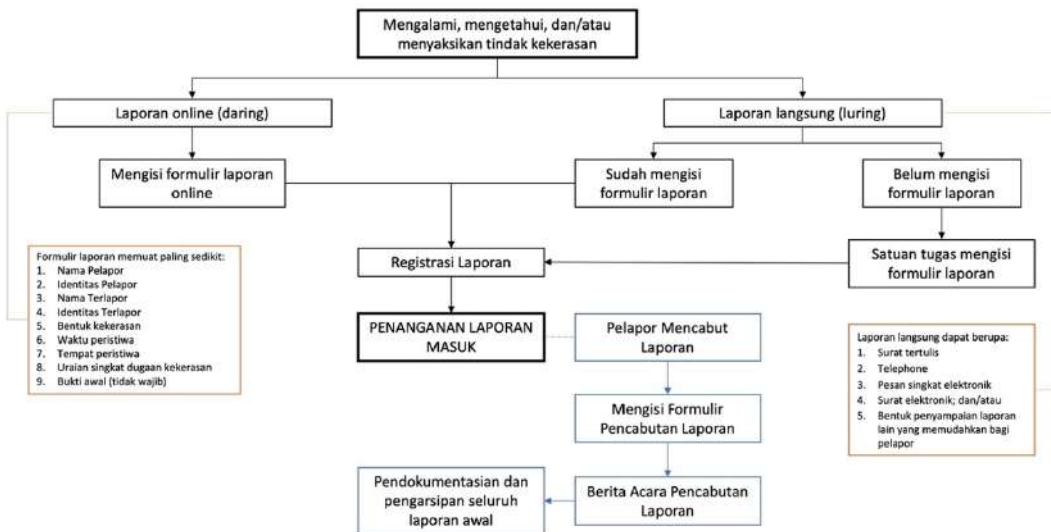 Mengalami, mengetahui, dan/atau
menyaksikan tindak kekerasan
Laporan online (daring)
Laporan langsung (luring)
Mengisi formulir laporan
online
Sudah mengisi
formulir laporan
Belum mengisi
formulir laporan
Formulir laporan memuat paling sedikit:
1. Nama Pelapor
2. Identitas Pelapor
3. Nama Terlapor
4. Identitas Terlapor
5. Bentuk kekerasan
6. Waktu peristiwa
7. Tempat peristiwa
8. Uraian singkat dugaan kekerasan
9. Bukti awal (tidak wajib)
Registrasi Laporan
Satuan tugas mengisi
formulir laporan
PENANGANAN LAPORAN
MASUK
Pelapor Mencabut
Laporan
Laporan langsung dapat berupa:
1. Surat tertulis
2. Telephone
3. Pesan singkat elektronik
4. Surat elektronik; dan/atau
5. Bentuk penyampaian laporan
lain yang memudahkan bagi
pelapor
Mengisi Formulir
Pencabutan Laporan
Pendokumentasian dan
pengarsipan seluruh
laporan awal
Berita Acara Pencabutan
Laporan